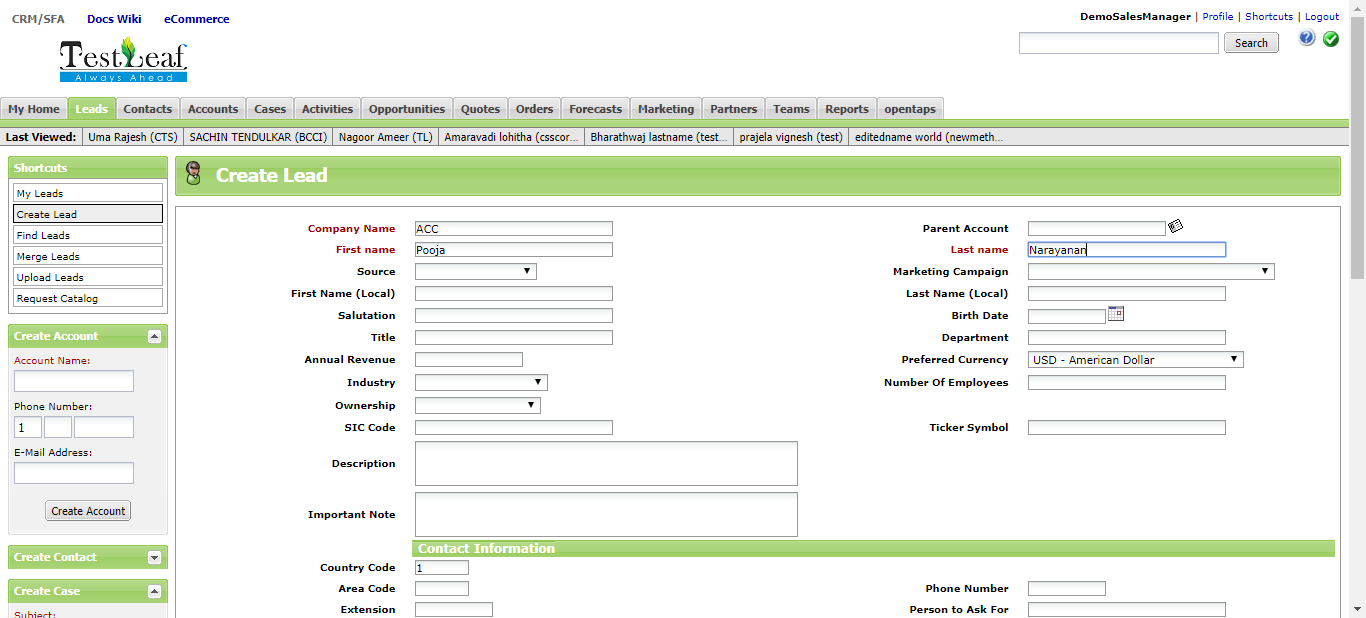 CRM/SFA Docs Wiki eCommerce
DemoSalesManager | Profile | Shortcuts | Logout
TestLeaf
Always Ahead
Search
My Home Leads Contacts Accounts Cases Activities Opportunities Quotes Orders Forecasts Marketing Partners Teams Reports opentaps
Last Viewed: Uma Rajesh (CTS) SACHIN TENDULKAR (BCCI) Nagoor Ameer (TL) Amaravadi lohitha (csscor... Bharathwaj lastname (test... prajela vignesh (test) editedname world (newmeth...
Shortcuts
My Leads
Create Lead
Find Leads
Merge Leads
Upload Leads
Request Catalog
Create Account
Account Name:
Phone Number:
1
E-Mail Address:
Create Account
Create Contact
Create Case
Subject:
Create Lead
Company Name ACC Parent Account
First name Pooja Last name Narayanan
Source Marketing Campaign
First Name (Local) Last Name (Local)
Salutation Birth Date
Title Department
Annual Revenue Preferred Currency USD - American Dollar
Industry Number Of Employees
Ownership
SIC Code Ticker Symbol
Description
Important Note
Contact Information
Country Code 1
Area Code Phone Number
Extension Person to Ask For